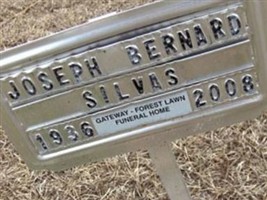 JOSEPH BERNARD
SILVAS
1936 GATEWAY - FOREST LAWN 2008
FUNERAL HOME